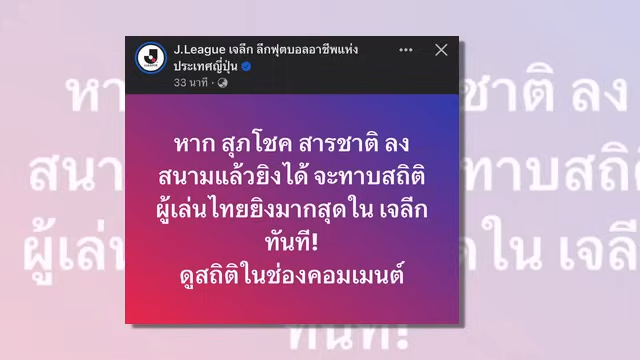 J.League เจลีก ลีกฟุตบอลอาชีพแห่ง
ประเทศญี่ปุ่น
33 นาที ·
หาก สุภโชค สารชาติ ลง
สนามแล้วยิงได้ จะทาบสถิติ
ผู้เล่นไทยยิงมากสุดใน เจลีก
ทันที!
ดูสถิติในช่องคอมเมนต์